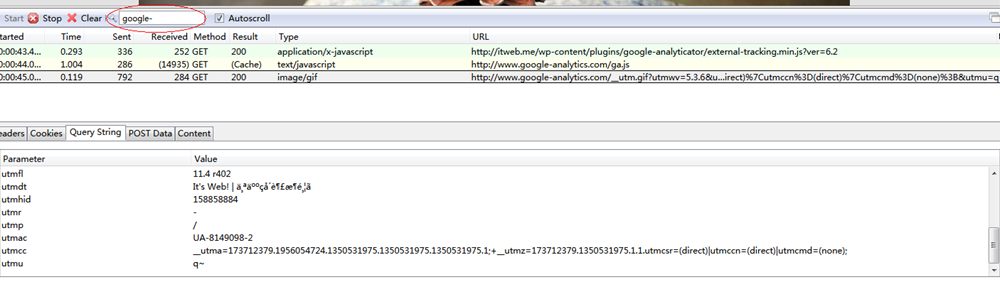 Start Stop Clear google- Autoscroll
Started Time Sent Received Method Result Type URL
0:00:43.4... 0.293 336 252 GET 200 application/x-javascript http://itweb.me/wp-content/plugins/google-analyticator/external-tracking.min.js?ver=6.2
0:00:44.0... 1.004 286 (14935) GET (Cache) text/javascript http://www.google-analytics.com/ga.js
0:00:45.0... 0.119 792 284 GET 200 image/gif http://www.google-analytics.com/__utm.gif?utmwv=5.3.6&u...irect)%7Cutmccn%3D(direct)%7Cutmcmd%3D(none)%3B&utmu=q
eaders Cookies Query String POST Data Content
Parameter Value
utmfl 11.4 r402
utmdt It's Web! |
utmhid 158858884
utmr -
utmp /
utmac UA-8149098-2
utmcc __utma=173712379.1956054724.1350531975.1350531975.1350531975.1;+__utmz=173712379.1350531975.1.1.utmcsr=(direct)|utmccn=(direct)|utmcmd=(none);
utmu q~